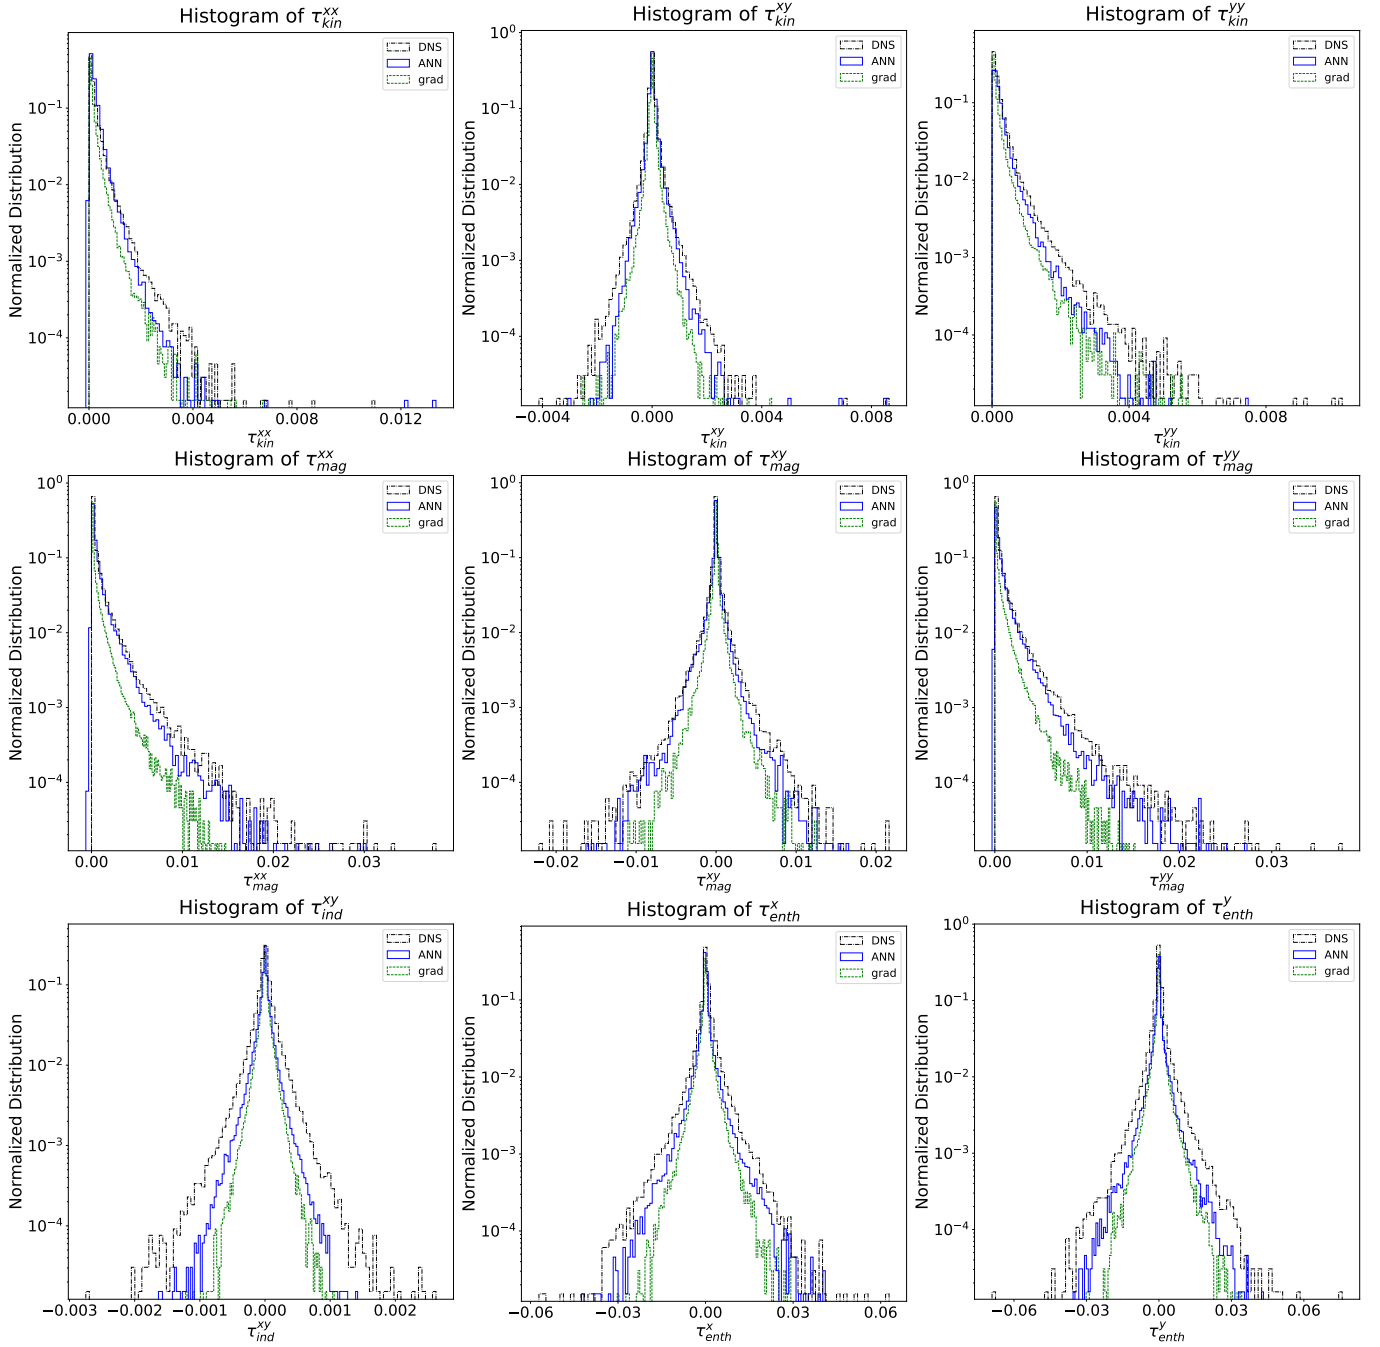 Histogram of τ_kin^xx
DNS
ANN
grad
Normalized Distribution
10^−1
10^−2
10^−3
10^−4
0.000 0.004 0.008 0.012
τ_kin^xx
Histogram of τ_kin^xy
DNS
ANN
grad
Normalized Distribution
10^0
10^−1
10^−2
10^−3
10^−4
−0.004 0.000 0.004 0.008
τ_kin^xy
Histogram of τ_kin^yy
DNS
ANN
grad
Normalized Distribution
10^−1
10^−2
10^−3
10^−4
0.000 0.004 0.008
τ_kin^yy
Histogram of τ_mag^xx
DNS
ANN
grad
Normalized Distribution
10^0
10^−1
10^−2
10^−3
10^−4
0.00 0.01 0.02 0.03
τ_mag^xx
Histogram of τ_mag^xy
DNS
ANN
grad
Normalized Distribution
10^0
10^−1
10^−2
10^−3
10^−4
−0.02 −0.01 0.00 0.01 0.02
τ_mag^xy
Histogram of τ_mag^yy
DNS
ANN
grad
Normalized Distribution
10^0
10^−1
10^−2
10^−3
10^−4
0.00 0.01 0.02 0.03
τ_mag^yy
Histogram of τ_ind^xy
DNS
ANN
grad
Normalized Distribution
10^−1
10^−2
10^−3
10^−4
−0.003 −0.002 −0.001 0.000 0.001 0.002
τ_ind^xy
Histogram of τ_enth^x
DNS
ANN
grad
Normalized Distribution
10^−1
10^−2
10^−3
10^−4
−0.06 −0.03 0.00 0.03 0.06
τ_enth^x
Histogram of τ_enth^y
DNS
ANN
grad
Normalized Distribution
10^0
10^−1
10^−2
10^−3
10^−4
−0.06 −0.03 0.00 0.03 0.06
τ_enth^y